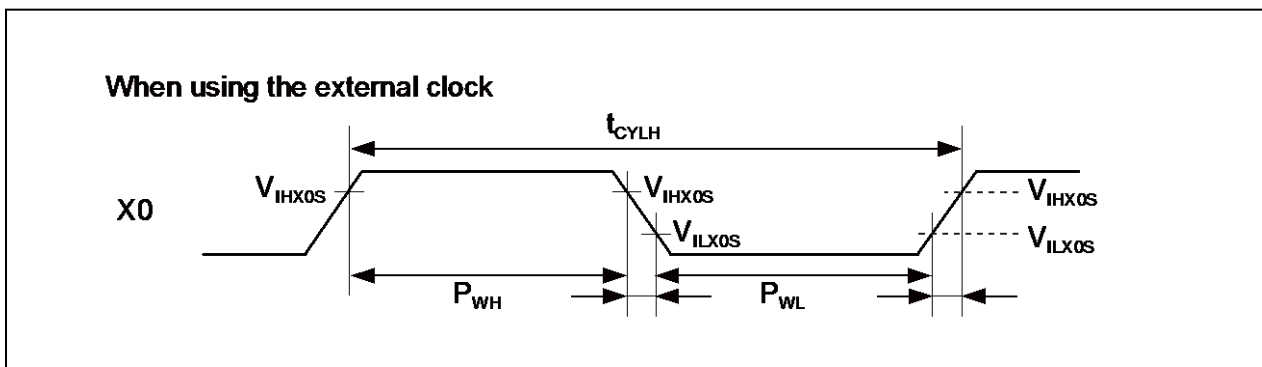 When using the external clock
tCYLH
VIHX0S
VIHX0S
VIHX0S
X0
VILX0S
VILX0S
PWH
PWL